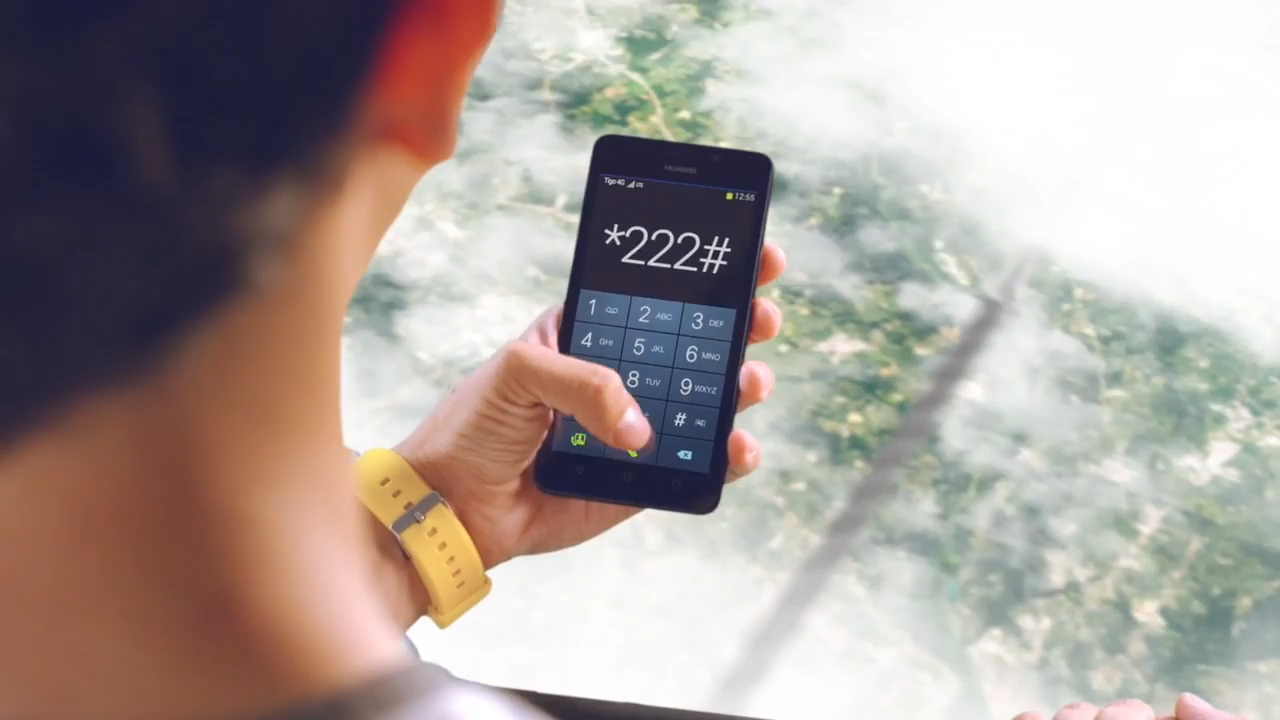 HUAWEI
Tigo 4G LTE
12:55
*222#
1
2 ABC
3 DEF
4 GHI
5 JKL
6 MNO
8 TUV
9 WXYZ
+
#